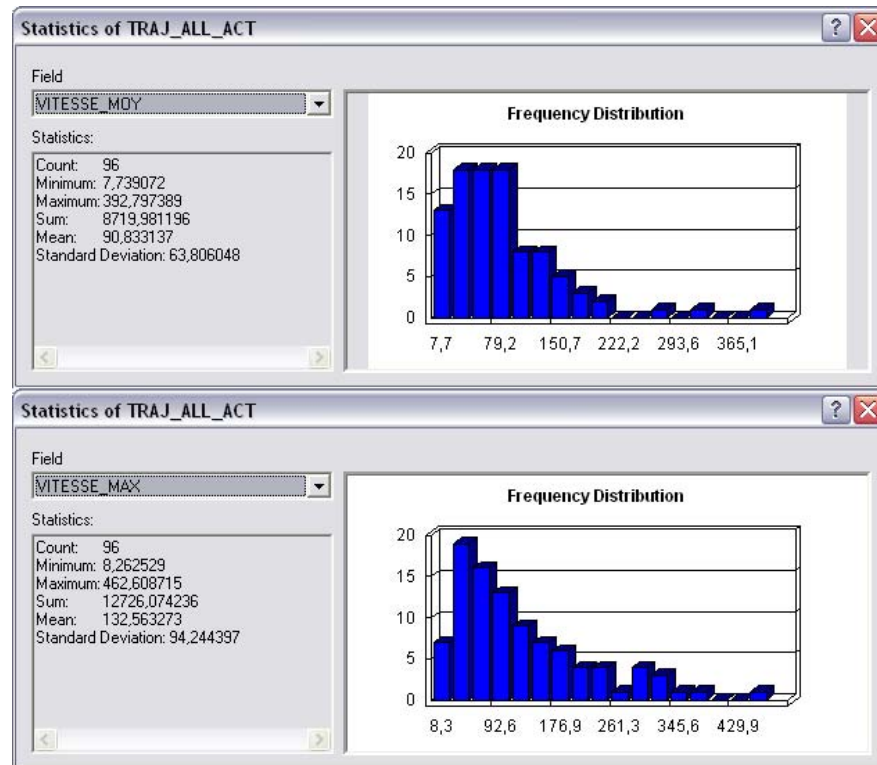 Statistics of TRAJ_ALL_ACT
Field
VITESSE_MOY
Statistics:
Count: 96
Minimum: 7,739072
Maximum: 392,797389
Sum: 8719,981196
Mean: 90,833137
Standard Deviation: 63,806048
Frequency Distribution
20
15
10
5
0
7,7 79,2 150,7 222,2 293,6 365,1
Statistics of TRAJ_ALL_ACT
Field
VITESSE_MAX
Statistics:
Count: 96
Minimum: 8,262529
Maximum: 462,608715
Sum: 12726,074236
Mean: 132,563273
Standard Deviation: 94,244397
Frequency Distribution
20
15
10
5
0
8,3 92,6 176,9 261,3 345,6 429,9